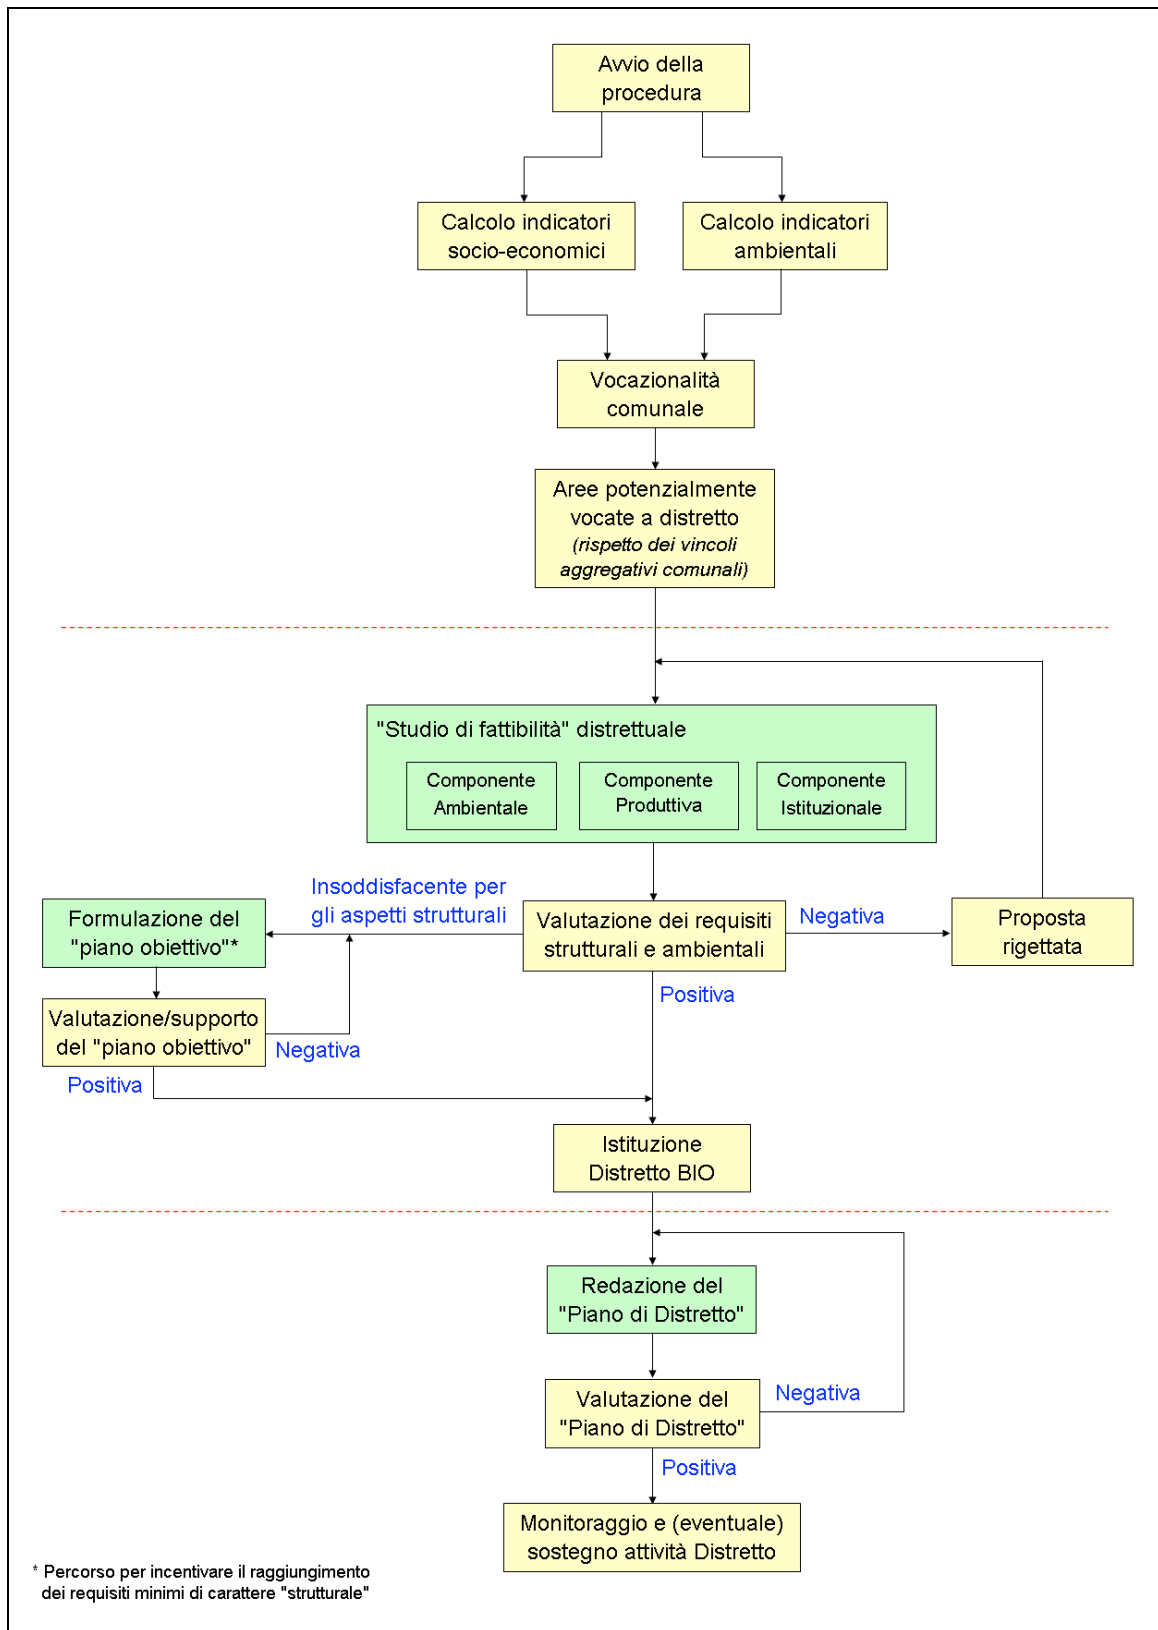 Avvio della
procedura
Calcolo indicatori
socio-economici
Calcolo indicatori
ambientali
Vocazionalità
comunale
Aree potenzialmente
vocate a distretto
(rispetto dei vincoli
aggregativi comunali)
"Studio di fattibilità" distrettuale
Componente
Ambientale
Componente
Produttiva
Componente
Istituzionale
Insoddisfacente per
gli aspetti strutturali
Formulazione del
"piano obiettivo"*
Valutazione dei requisiti
strutturali e ambientali
Negativa
Proposta
rigettata
Positiva
Valutazione/supporto
del "piano obiettivo"
Negativa
Positiva
Istituzione
Distretto BIO
Redazione del
"Piano di Distretto"
Valutazione del
"Piano di Distretto"
Negativa
Positiva
Monitoraggio e (eventuale)
sostegno attività Distretto
* Percorso per incentivare il raggiungimento
dei requisiti minimi di carattere "strutturale"